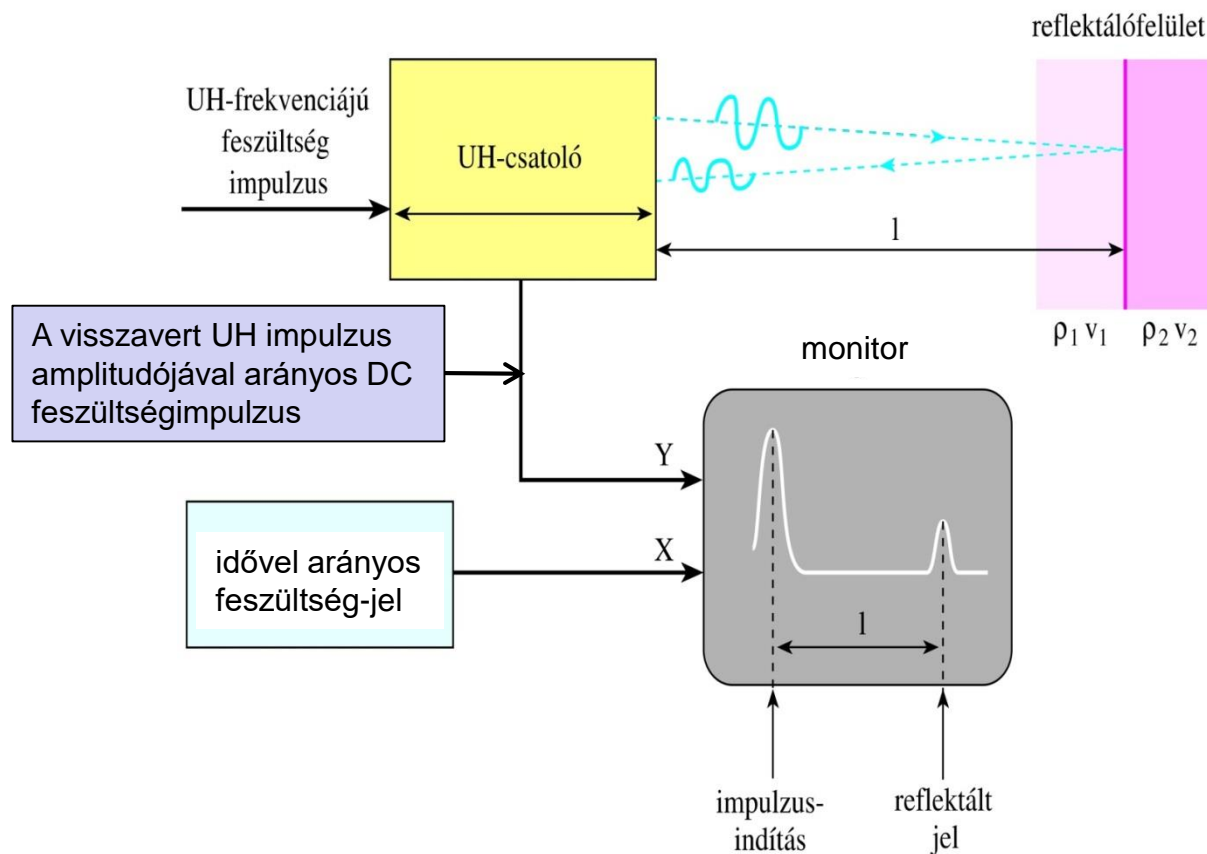 reflektálófelület
UH-frekvenciájú
feszültség
impulzus
UH-csatoló
l
ρ₁ v₁
ρ₂ v₂
A visszavert UH impulzus
amplitudójával arányos DC
feszültségimpulzus
monitor
Y
X
időval arányos
feszültség-jel
l
impulzus-
indítás
reflektált
jel